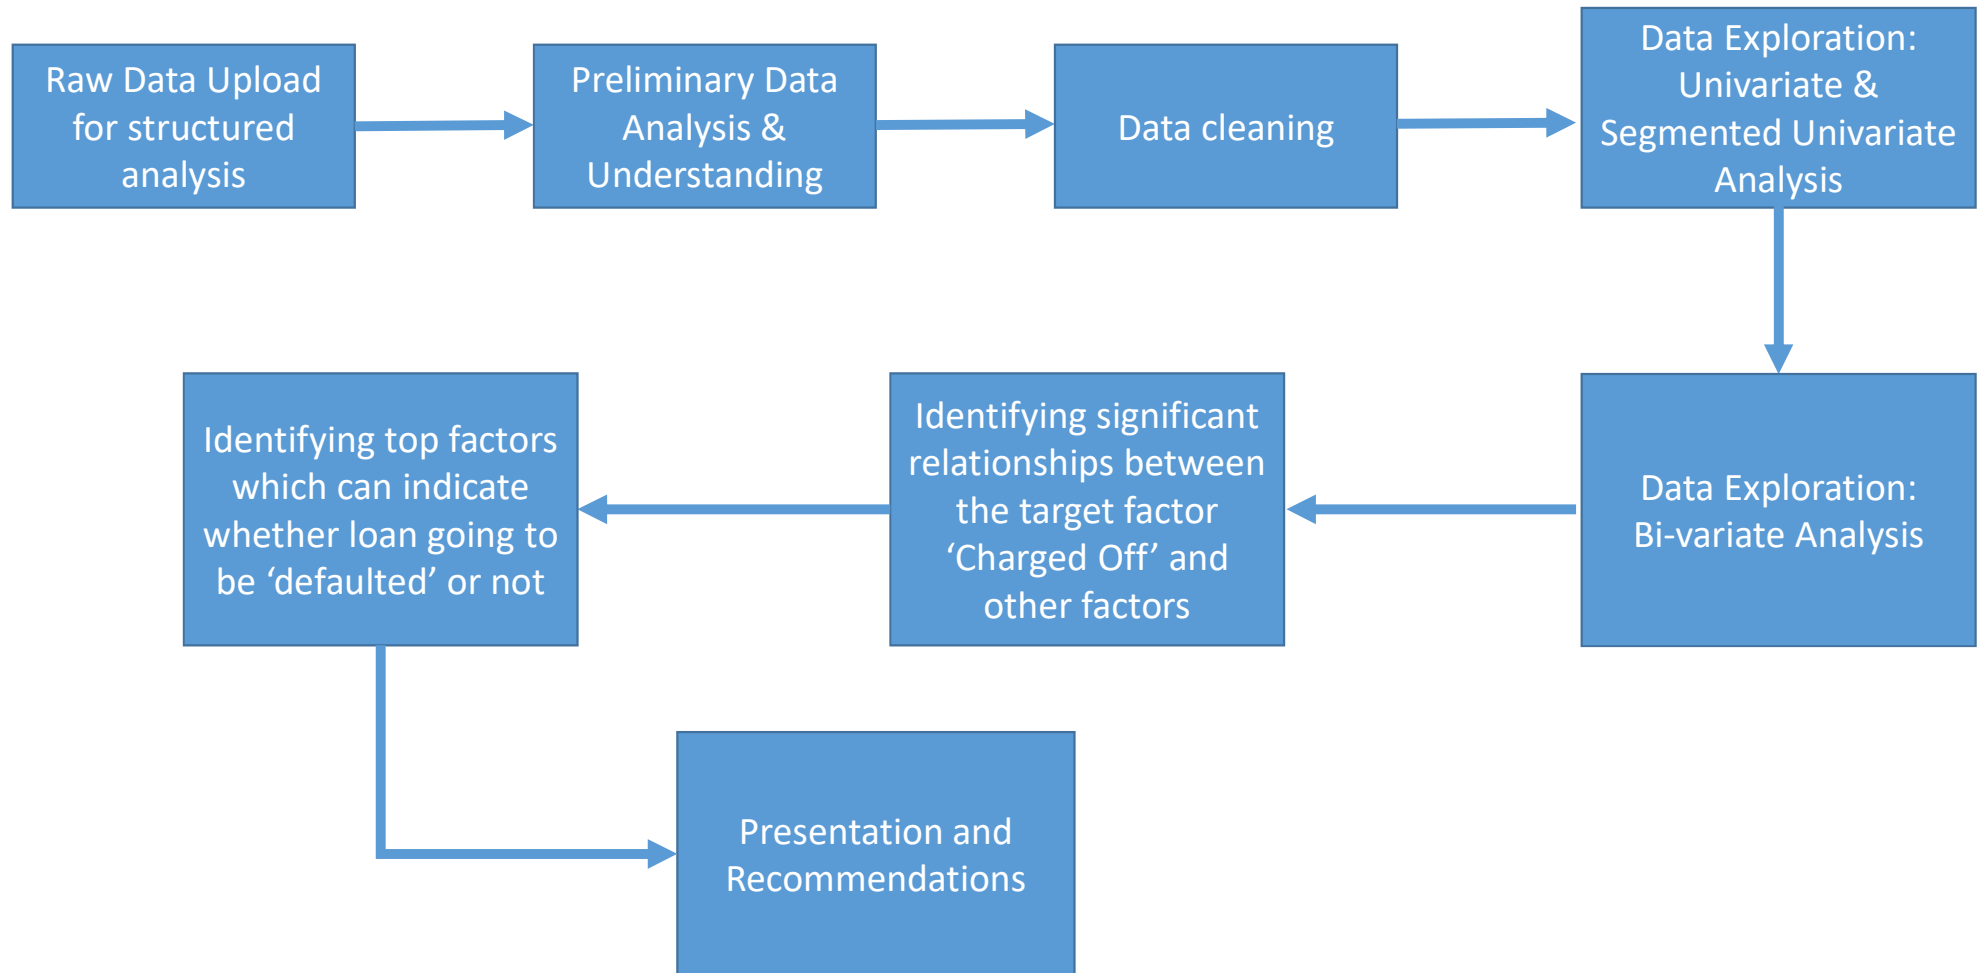 Raw Data Upload
for structured
analysis
Preliminary Data
Analysis &
Understanding
Data cleaning
Data Exploration:
Univariate &
Segmented Univariate
Analysis
Data Exploration:
Bi-variate Analysis
Identifying significant
relationships between
the target factor
‘Charged Off’ and
other factors
Identifying top factors
which can indicate
whether loan going to
be ‘defaulted’ or not
Presentation and
Recommendations